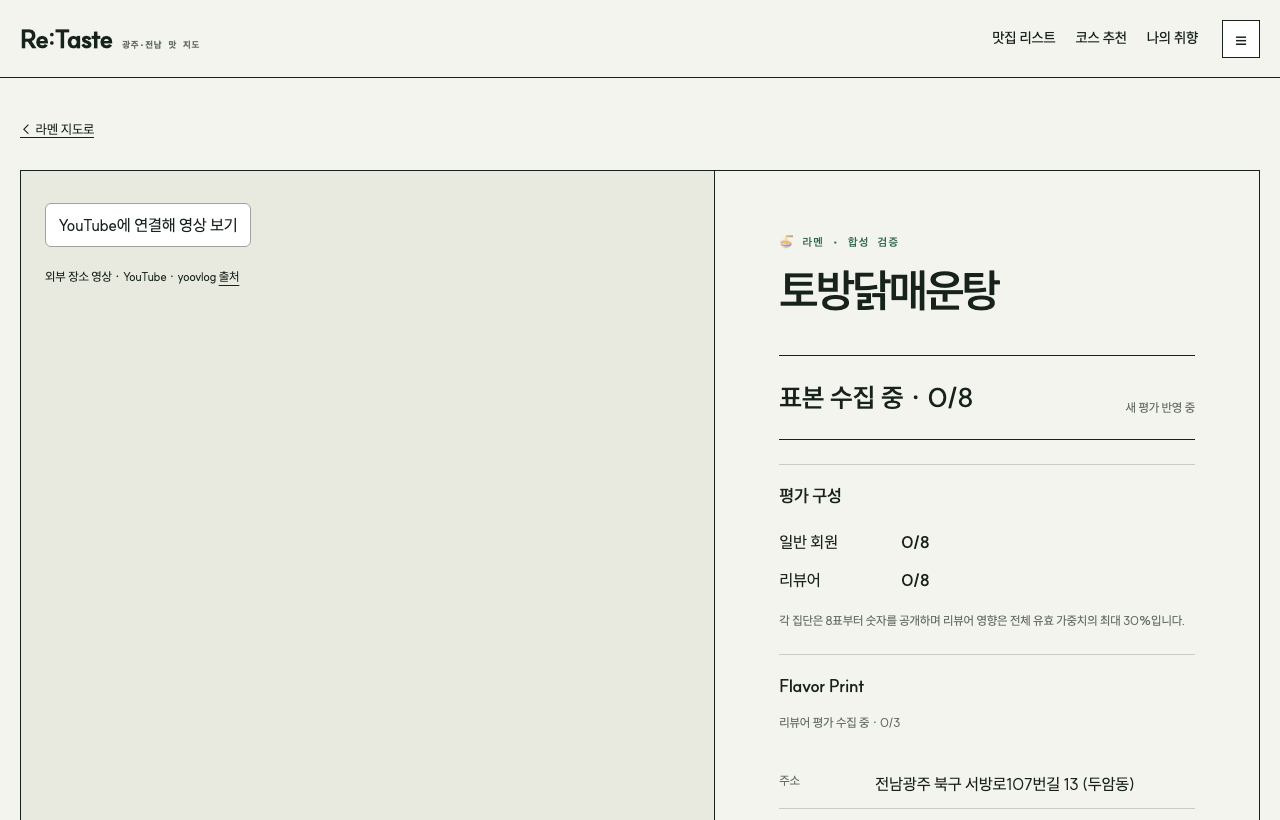 Re:Taste 광주·전남 맛 지도
맛집 리스트 코스 추천 나의 취향
라멘 지도로
YouTube에 연결해 영상 보기
외부 장소 영상 · YouTube · yoovlog 출처
라멘 · 합성 검증
토방닭매운탕
표본 수집 중 · 0/8
새 평가 반영 중
평가 구성
일반 회원 0/8
리뷰어 0/8
각 집단은 8표부터 숫자를 공개하며 리뷰어 영향은 전체 유효 가중치의 최대 30%입니다.
Flavor Print
리뷰어 평가 수집 중 · 0/3
주소 전남광주 북구 서방로107번길 13 (두암동)